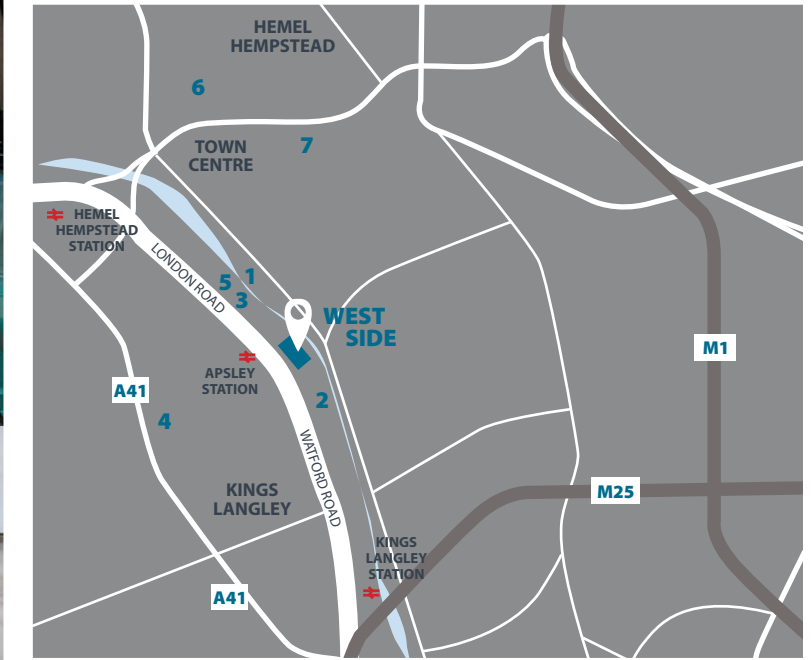 HEMEL
HEMPSTEAD
6
TOWN
CENTRE
7
HEMEL
HEMPSTEAD
STATION
LONDON ROAD
5
1
3
WEST
SIDE
M1
APSLEY
STATION
A41
2
4
WATFORD ROAD
KINGS
LANGLEY
M25
KINGS
LANGLEY
STATION
A41